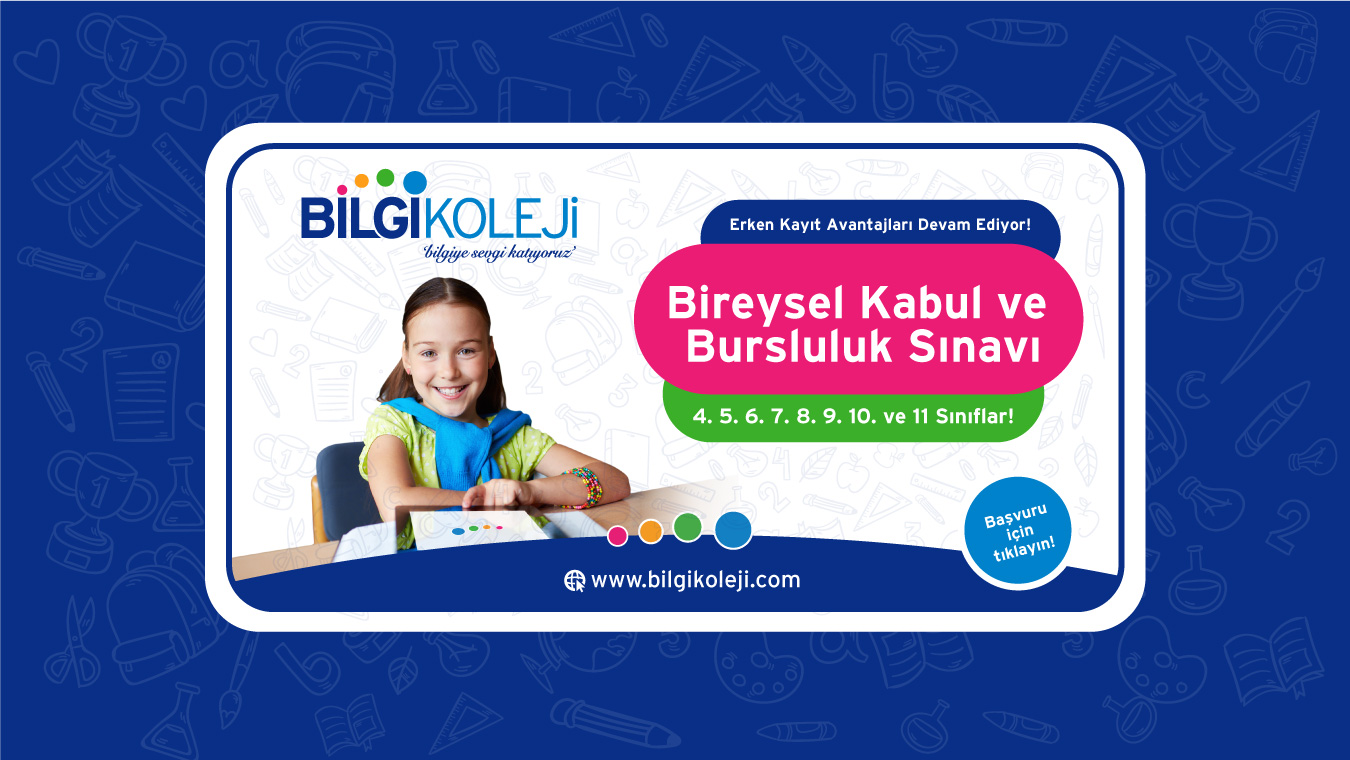 BİLGİKOLEJİ
'bilgiye sevgi katıyoruz'
Erken Kayıt Avantajları Devam Ediyor!
Bireysel Kabul ve
Bursluluk Sınavı
4. 5. 6. 7. 8. 9. 10. ve 11 Sınıflar!
Başvuru
için
tıklayın!
www.bilgikoleji.com